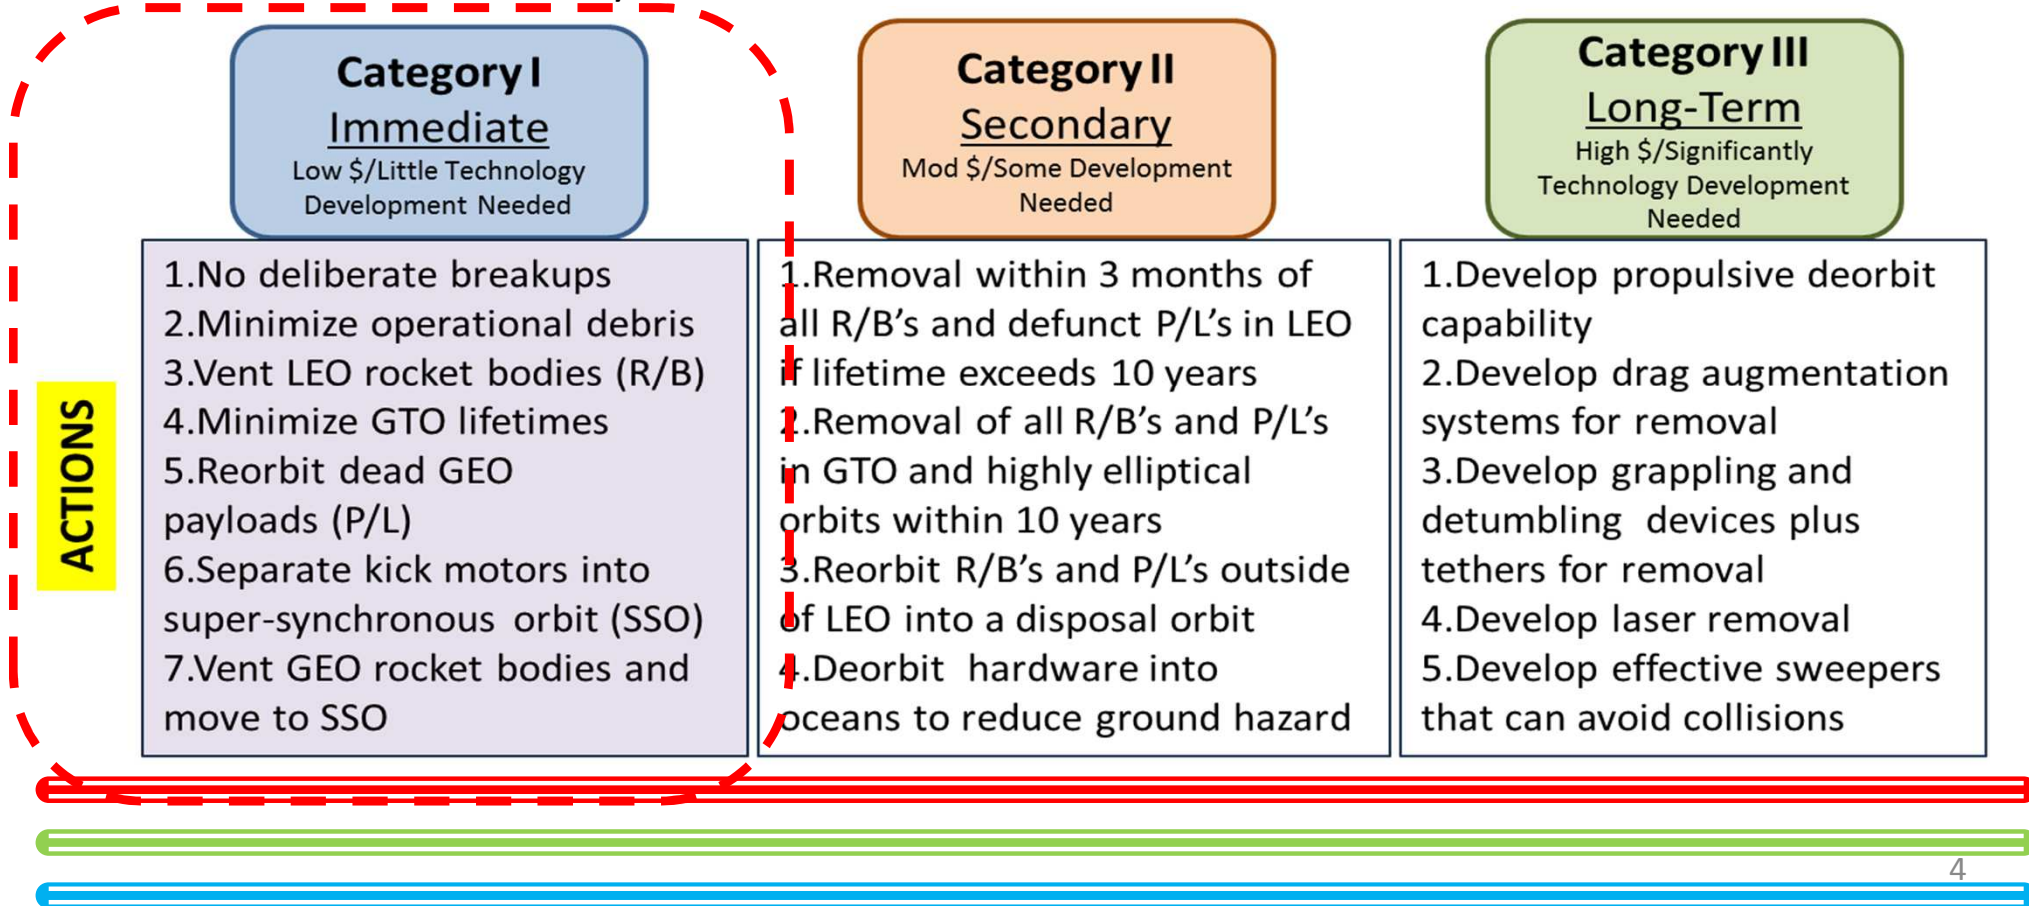 Category I
Immediate
Low $/Little Technology
Development Needed
Category II
Secondary
Mod $/Some Development
Needed
Category III
Long-Term
High $/Significantly
Technology Development
Needed
ACTIONS
1.No deliberate breakups
2.Minimize operational debris
3.Vent LEO rocket bodies (R/B)
4.Minimize GTO lifetimes
5.Reorbit dead GEO
payloads (P/L)
6.Separate kick motors into
super-synchronous orbit (SSO)
7.Vent GEO rocket bodies and
move to SSO
1.Removal within 3 months of
all R/B’s and defunct P/L’s in LEO
if lifetime exceeds 10 years
2.Removal of all R/B’s and P/L’s
in GTO and highly elliptical
orbits within 10 years
3.Reorbit R/B’s and P/L’s outside
of LEO into a disposal orbit
4.Deorbit hardware into
oceans to reduce ground hazard
1.Develop propulsive deorbit
capability
2.Develop drag augmentation
systems for removal
3.Develop grappling and
detumbling devices plus
tethers for removal
4.Develop laser removal
5.Develop effective sweepers
that can avoid collisions
4